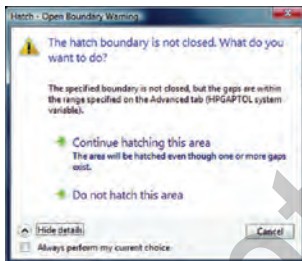 Hatch - Open Boundary Warning
The hatch boundary is not closed. What do you
want to do?
The specified boundary is not closed, but the gaps are within
the range specified on the Advanced tab (HPGAPTOL system
variable).
Continue hatching this area
The area will be hatched even though one or more gaps
exist.
Do not hatch this area
Hide details
Cancel
Always perform my current choice